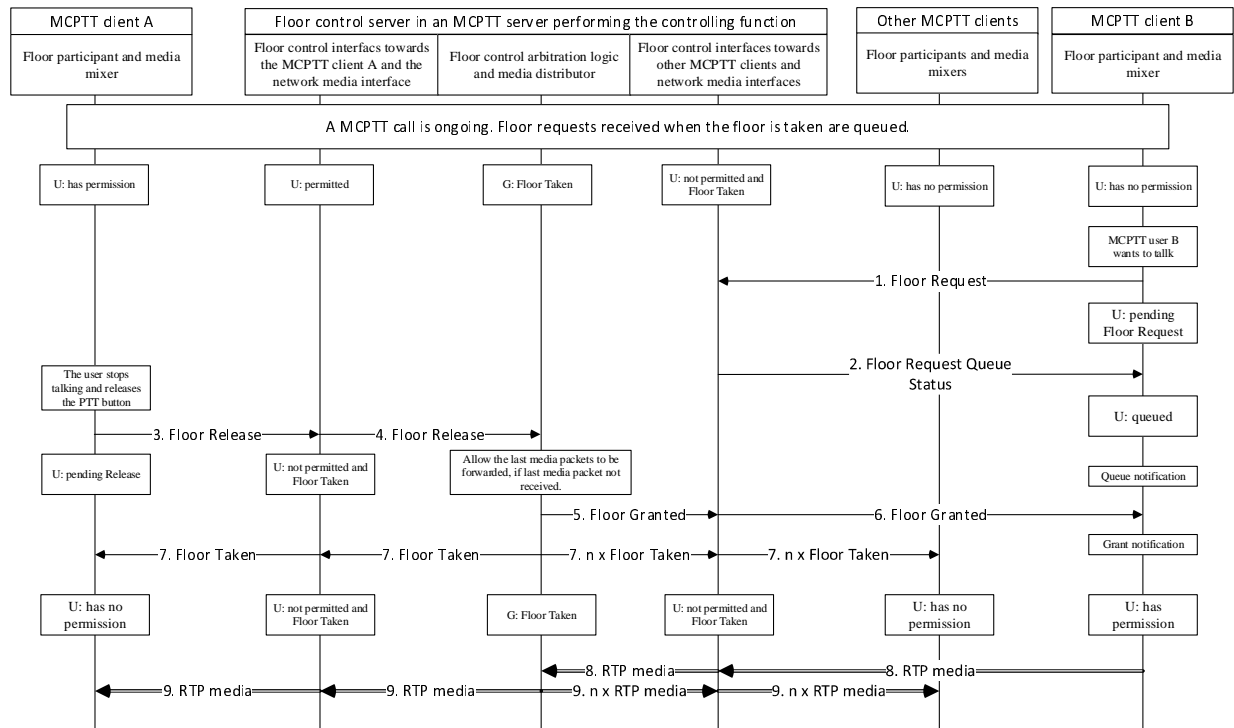 MCPTT client A
Floor control server in an MCPTT server performing the controlling function
Other MCPTT clients
MCPTT client B
Floor participant and media
mixer
Floor control interfacs towards
the MCPTT client A and the
network media interface
Floor control arbitration logic
and media distributor
Floor control interfaces towards
other MCPTT clients and
network media interfaces
Floor participants and media
mixers
Floor participant and media
mixer
A MCPTT call is ongoing. Floor requests received when the floor is taken are queued.
U: has permission
U: permitted
G: Floor Taken
U: not permitted and
Floor Taken
U: has no permission
U: has no permission
MCPTT user B
wants to tallk
1. Floor Request
U: pending
Floor Request
2. Floor Request Queue
Status
The user stops
talking and releases
the PTT button
U: queued
3. Floor Release
4. Floor Release
U: pending Release
U: not permitted and
Floor Taken
Allow the last media packets to be
forwarded, if last media packet not
received.
Queue notification
5. Floor Granted
6. Floor Granted
Grant notification
7. Floor Taken
7. Floor Taken
7. n x Floor Taken
7. n x Floor Taken
U: has no
permission
U: not permitted and
Floor Taken
G: Floor Taken
U: not permitted and
Floor Taken
U: has no
permission
U: has
permission
8. RTP media
8. RTP media
9. RTP media
9. RTP media
9. n x RTP media
9. n x RTP media